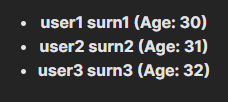 • user1 surn1 (Age: 30)
• user2 surn2 (Age: 31)
• user3 surn3 (Age: 32)